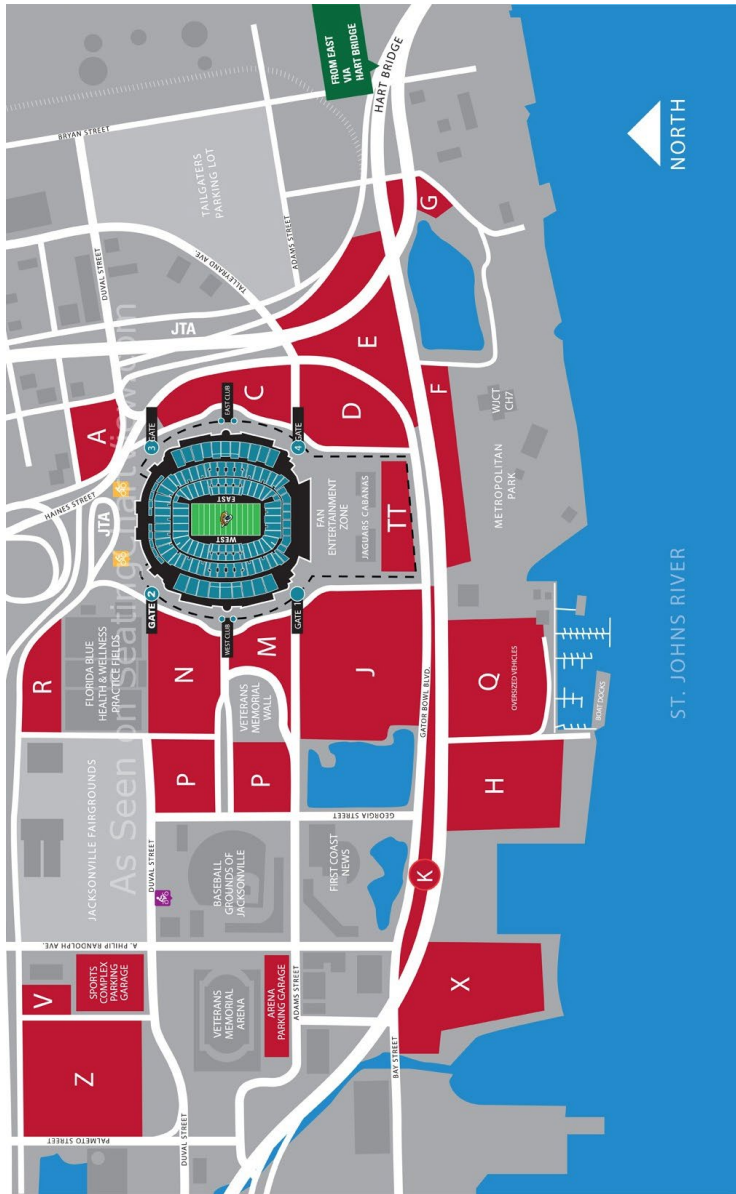 PALMETO STREET
Z
V
SPORTS
COMPLEX
PARKING
GARAGE
A. PHILIP RANDOLPH AVE.
JACKSONVILLE FAIRGROUNDS
R
FLORIDA BLUE
HEALTH & WELLNESS
PRACTICE FIELDS
HAINES STREET
JTA
A
DUVAL STREET
BRYAN STREET
TAILGATERS
PARKING LOT
As Seen on
JTA
TALLEYRAND AVE.
ADAMS STREET
DUVAL STREET
DUVAL STREET
P
N
GATE 2
3 GATE
C
VETERANS
MEMORIAL
ARENA
BASEBALL
GROUNDS OF
JACKSONVILLE
P
VETERANS
MEMORIAL
WALL
WEST CLUB
M
WEST
EAST
EAST CLUB
ARENA
PARKING GARAGE
ADAMS STREET
GATE 1
4 GATE
FIRST COAST
NEWS
GEORGIA STREET
J
FAN
ENTERTAINMENT
ZONE
JAGUARS CABANAS
TT
D
E
FROM EAST
VIA
HART BRIDGE
HART BRIDGE
BAY STREET
K
GATOR BOWL BLVD.
F
G
X
H
Q
OVERSIZED VEHICLES
METROPOLITAN
PARK
WJCT
CH7
BOAT DOCKS
ST. JOHNS RIVER
NORTH